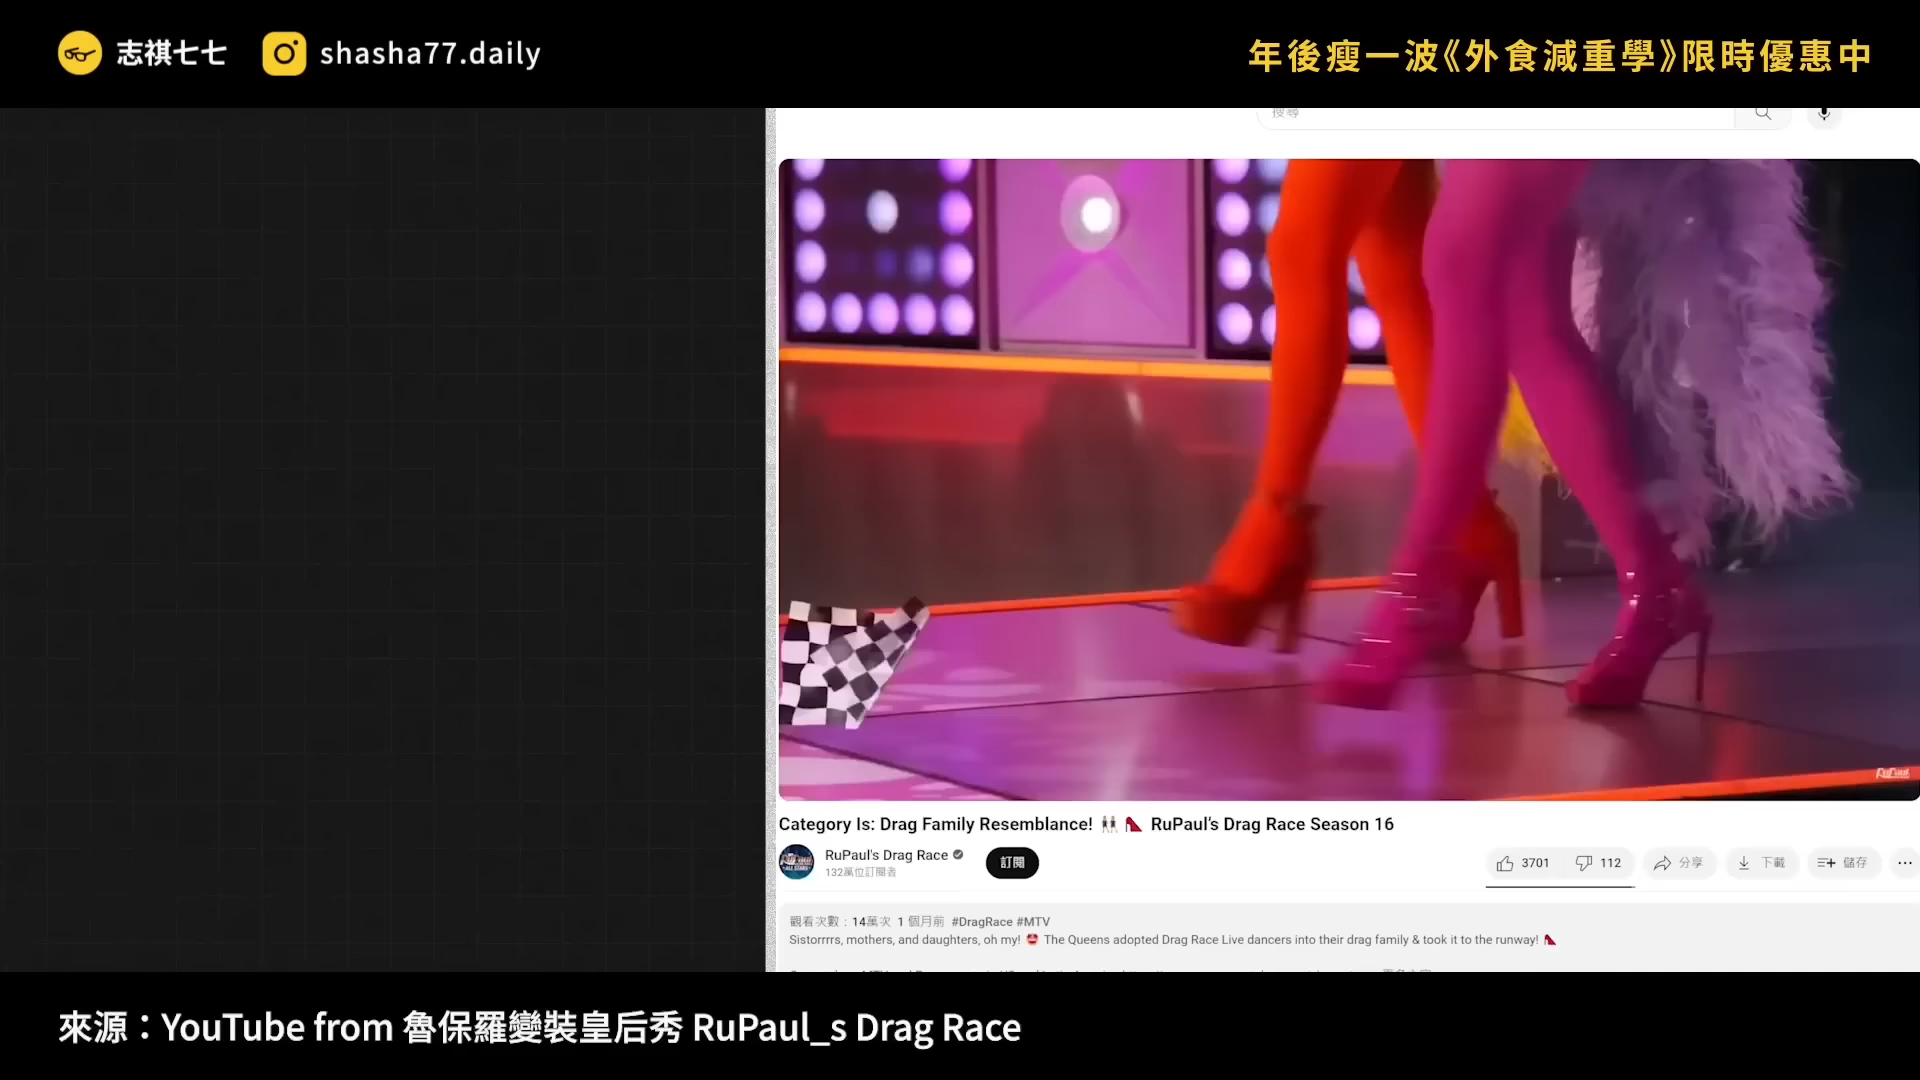 志祺七七 shasha77.daily
年後瘦一波《外食減重學》限時優惠中
搜尋
RuPaul's
Category Is: Drag Family Resemblance! 👯 👠 RuPaul's Drag Race Season 16
RuPaul's Drag Race
132萬位訂閱者
訂閱
3701 112 分享 下載 儲存
觀看次數：14萬次 1 個月前 #DragRace #MTV
Sistorrrrs, mothers, and daughters, oh my! 🤩 The Queens adopted Drag Race Live dancers into their drag family & took it to the runway! 👠
來源：YouTube from 魯保羅變裝皇后秀 RuPaul_s Drag Race